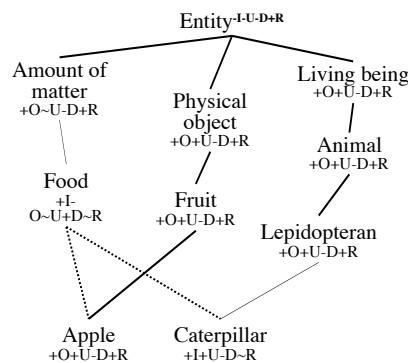 Entity-I-U-D+R
Amount of
matter
+O~U-D+R
Physical
object
+O+U-D+R
Living being
+O+U-D+R
Animal
+O+U-D+R
Food
+I-
O~U+D~R
Fruit
+O+U-D+R
Lepidopteran
+O+U-D+R
Apple
+O+U-D+R
Caterpillar
+I+U-D~R